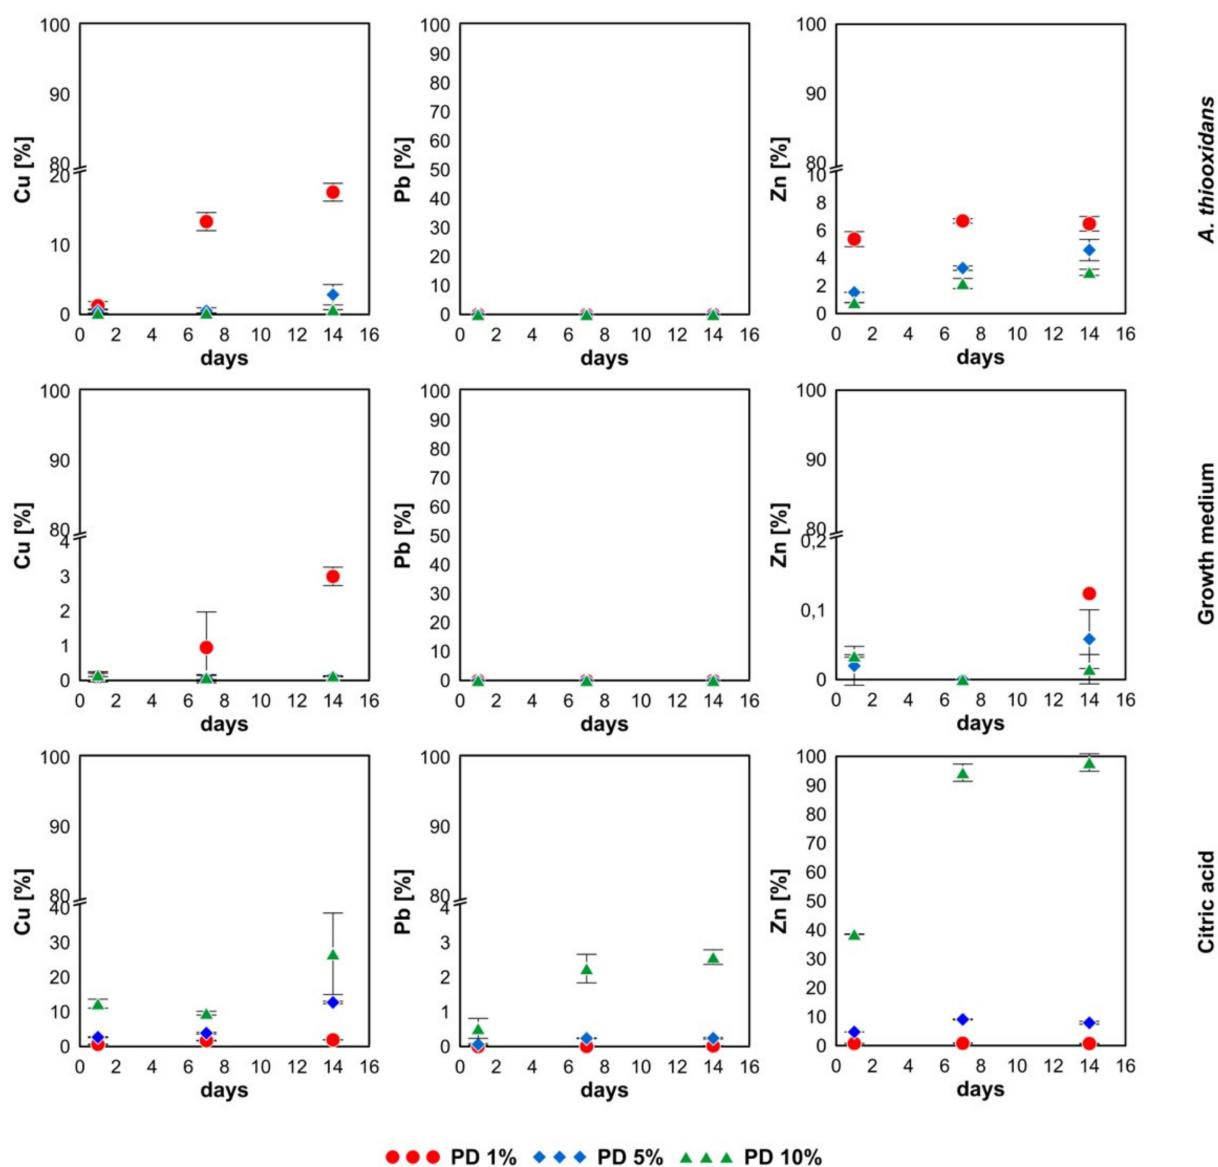 100
90
80
20
10
0
Cu [%]
0 2 4 6 8 10 12 14 16
days
100
90
80
70
60
50
40
30
20
10
0
Pb [%]
0 2 4 6 8 10 12 14 16
days
100
90
80
10
8
6
4
2
0
Zn [%]
0 2 4 6 8 10 12 14 16
days
A. thiooxidans
100
90
80
4
3
2
1
0
Cu [%]
0 2 4 6 8 10 12 14 16
days
100
90
80
70
60
50
40
30
20
10
0
Pb [%]
0 2 4 6 8 10 12 14 16
days
100
90
80
0,2
0,1
0
Zn [%]
0 2 4 6 8 10 12 14 16
days
Growth medium
100
90
80
40
30
20
10
0
Cu [%]
0 2 4 6 8 10 12 14 16
days
100
90
80
4
3
2
1
0
Pb [%]
0 2 4 6 8 10 12 14 16
days
100
90
80
70
60
50
40
30
20
10
0
Zn [%]
0 2 4 6 8 10 12 14 16
days
Citric acid
PD 1% PD 5% PD 10%